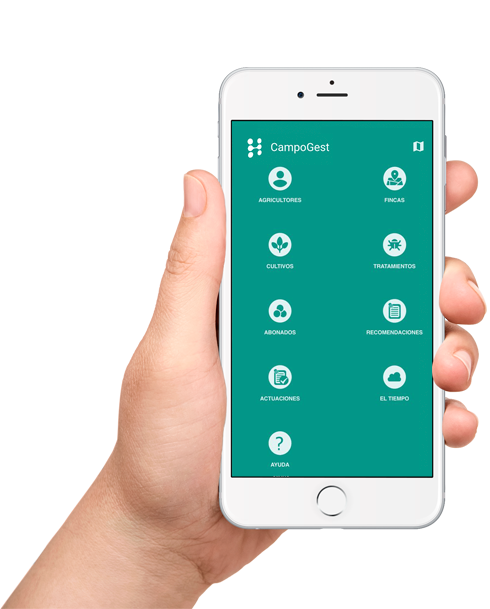 CampoGest
AGRICULTORES
FINCAS
CULTIVOS
TRATAMIENTOS
ABONADOS
RECOMENDACIONES
ACTUACIONES
EL TIEMPO
?
AYUDA